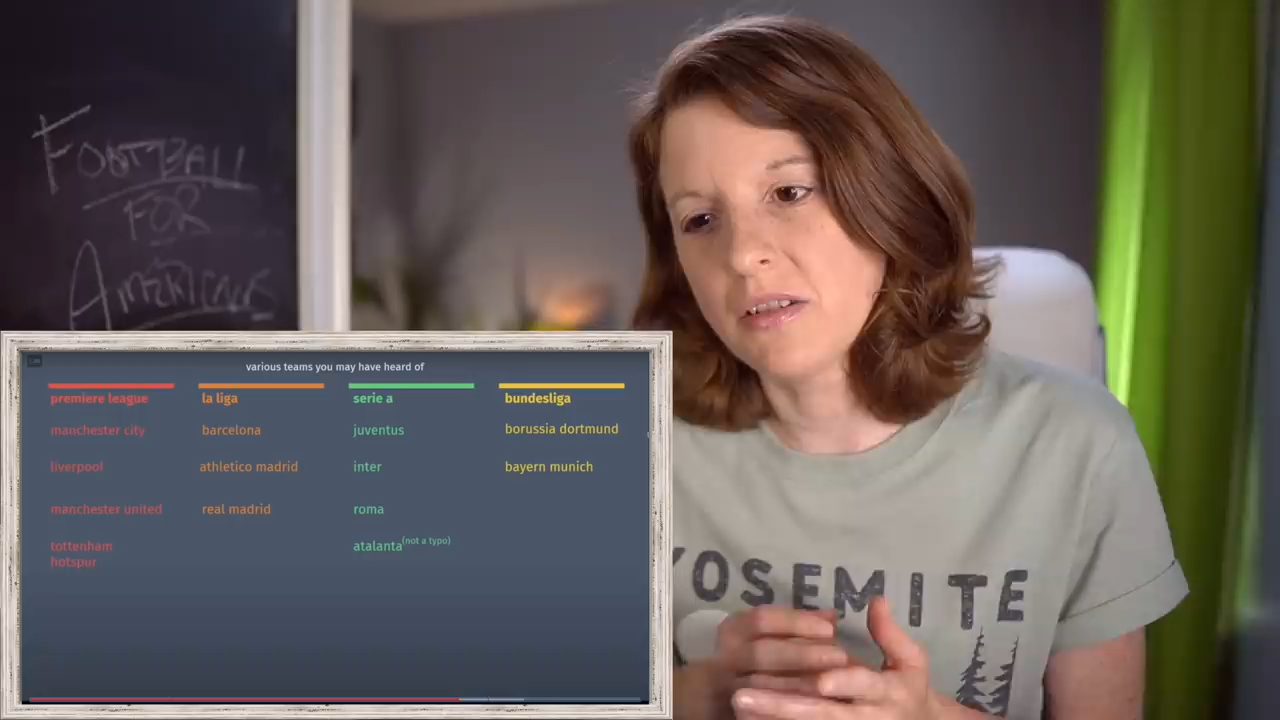 FOOTBALL
FOR
AMERICANS
various teams you may have heard of
premiere league
manchester city
liverpool
manchester united
tottenham
hotspur
la liga
barcelona
athletico madrid
real madrid
serie a
juventus
inter
roma
atalanta(not a typo)
bundesliga
borussia dortmund
bayern munich
YOSEMITE